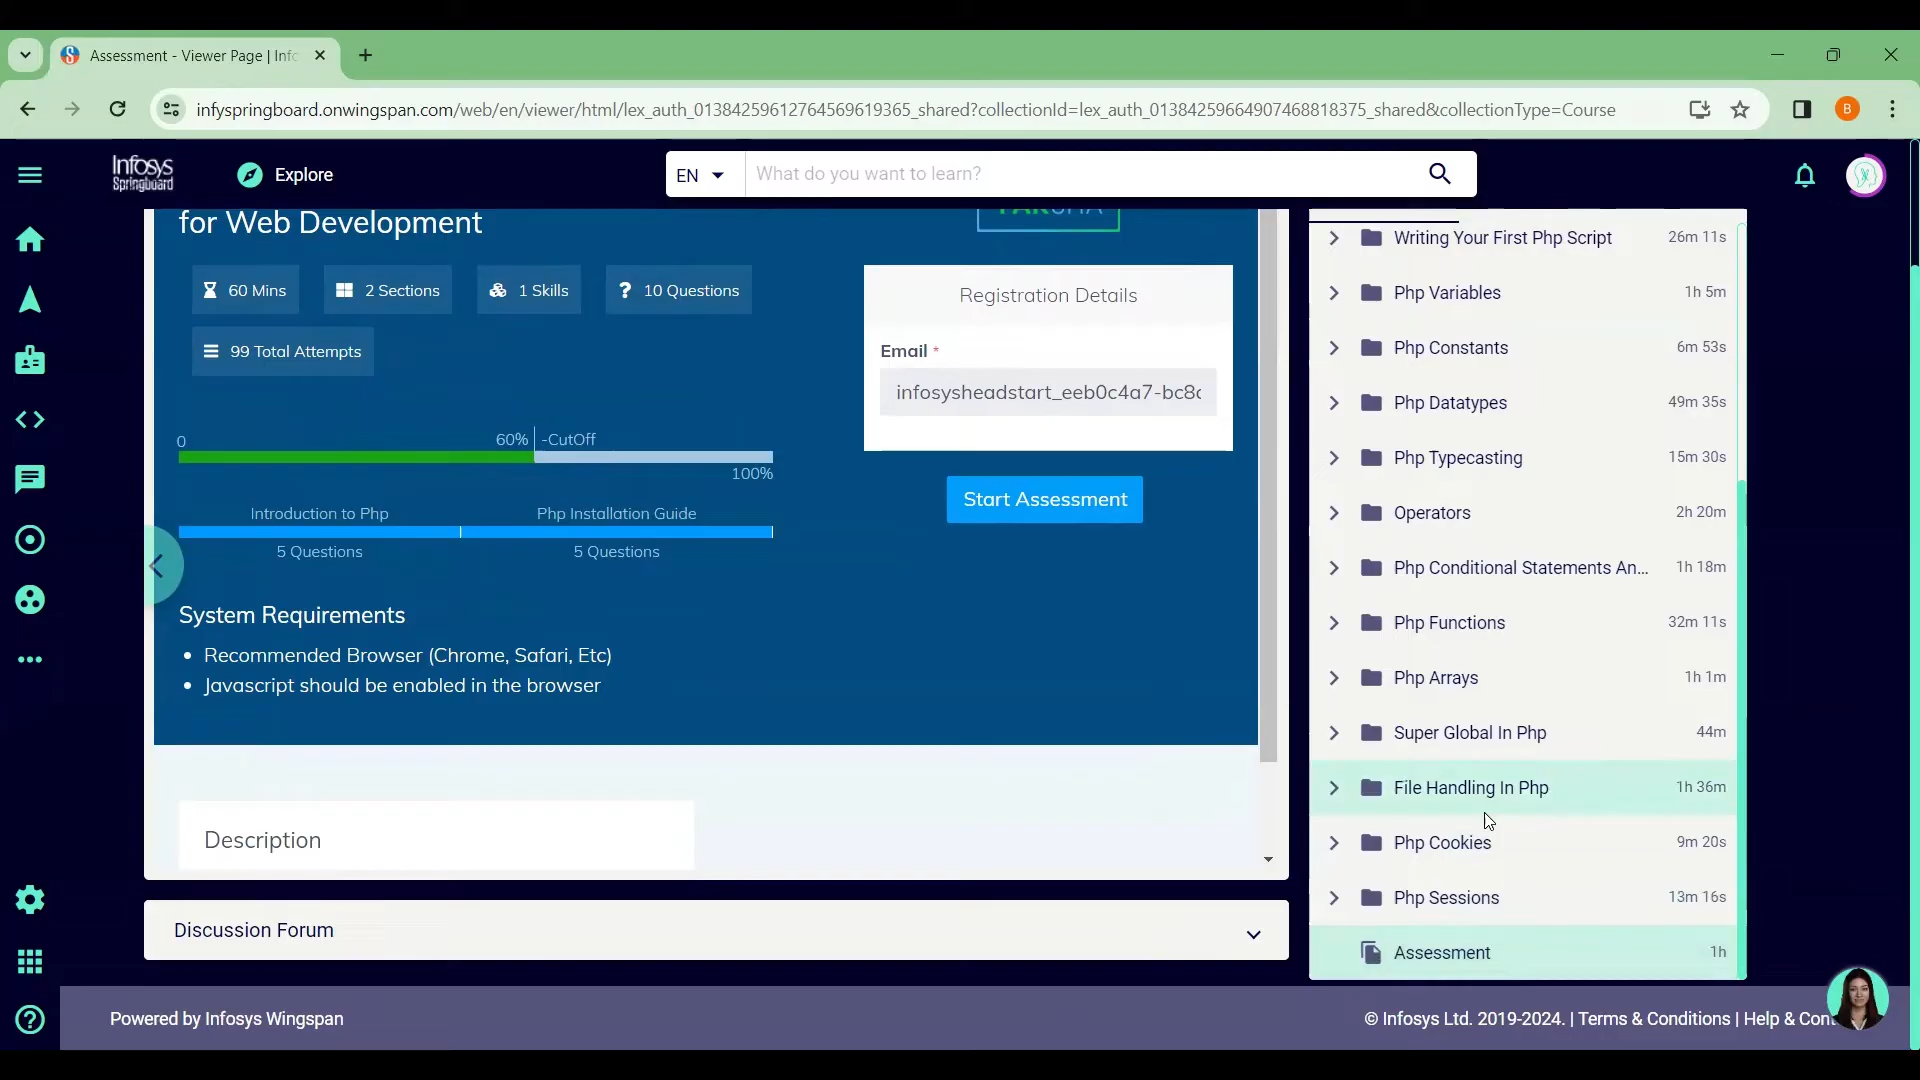 Assessment - Viewer Page | Info
infyspringboard.onwingspan.com/web/en/viewer/html/lex_auth_01384259612764569619365_shared?collectionId=lex_auth_01384259664907468818375_shared&collectionType=Course
B
Infosys
Springboard
Explore
EN
What do you want to learn?
for Web Development
60 Mins
2 Sections
1 Skills
? 10 Questions
99 Total Attempts
0
60%
-CutOff
100%
Introduction to Php
Php Installation Guide
5 Questions
5 Questions
System Requirements
• Recommended Browser (Chrome, Safari, Etc)
• Javascript should be enabled in the browser
Description
Registration Details
Email *
infosysheadstart_eeb0c4a7-bc8c
Start Assessment
Discussion Forum
Writing Your First Php Script 26m 11s
Php Variables 1h 5m
Php Constants 6m 53s
Php Datatypes 49m 35s
Php Typecasting 15m 30s
Operators 2h 20m
Php Conditional Statements An... 1h 18m
Php Functions 32m 11s
Php Arrays 1h 1m
Super Global In Php 44m
File Handling In Php 1h 36m
Php Cookies 9m 20s
Php Sessions 13m 16s
Assessment 1h
Powered by Infosys Wingspan
© Infosys Ltd. 2019-2024. | Terms & Conditions | Help & Cont